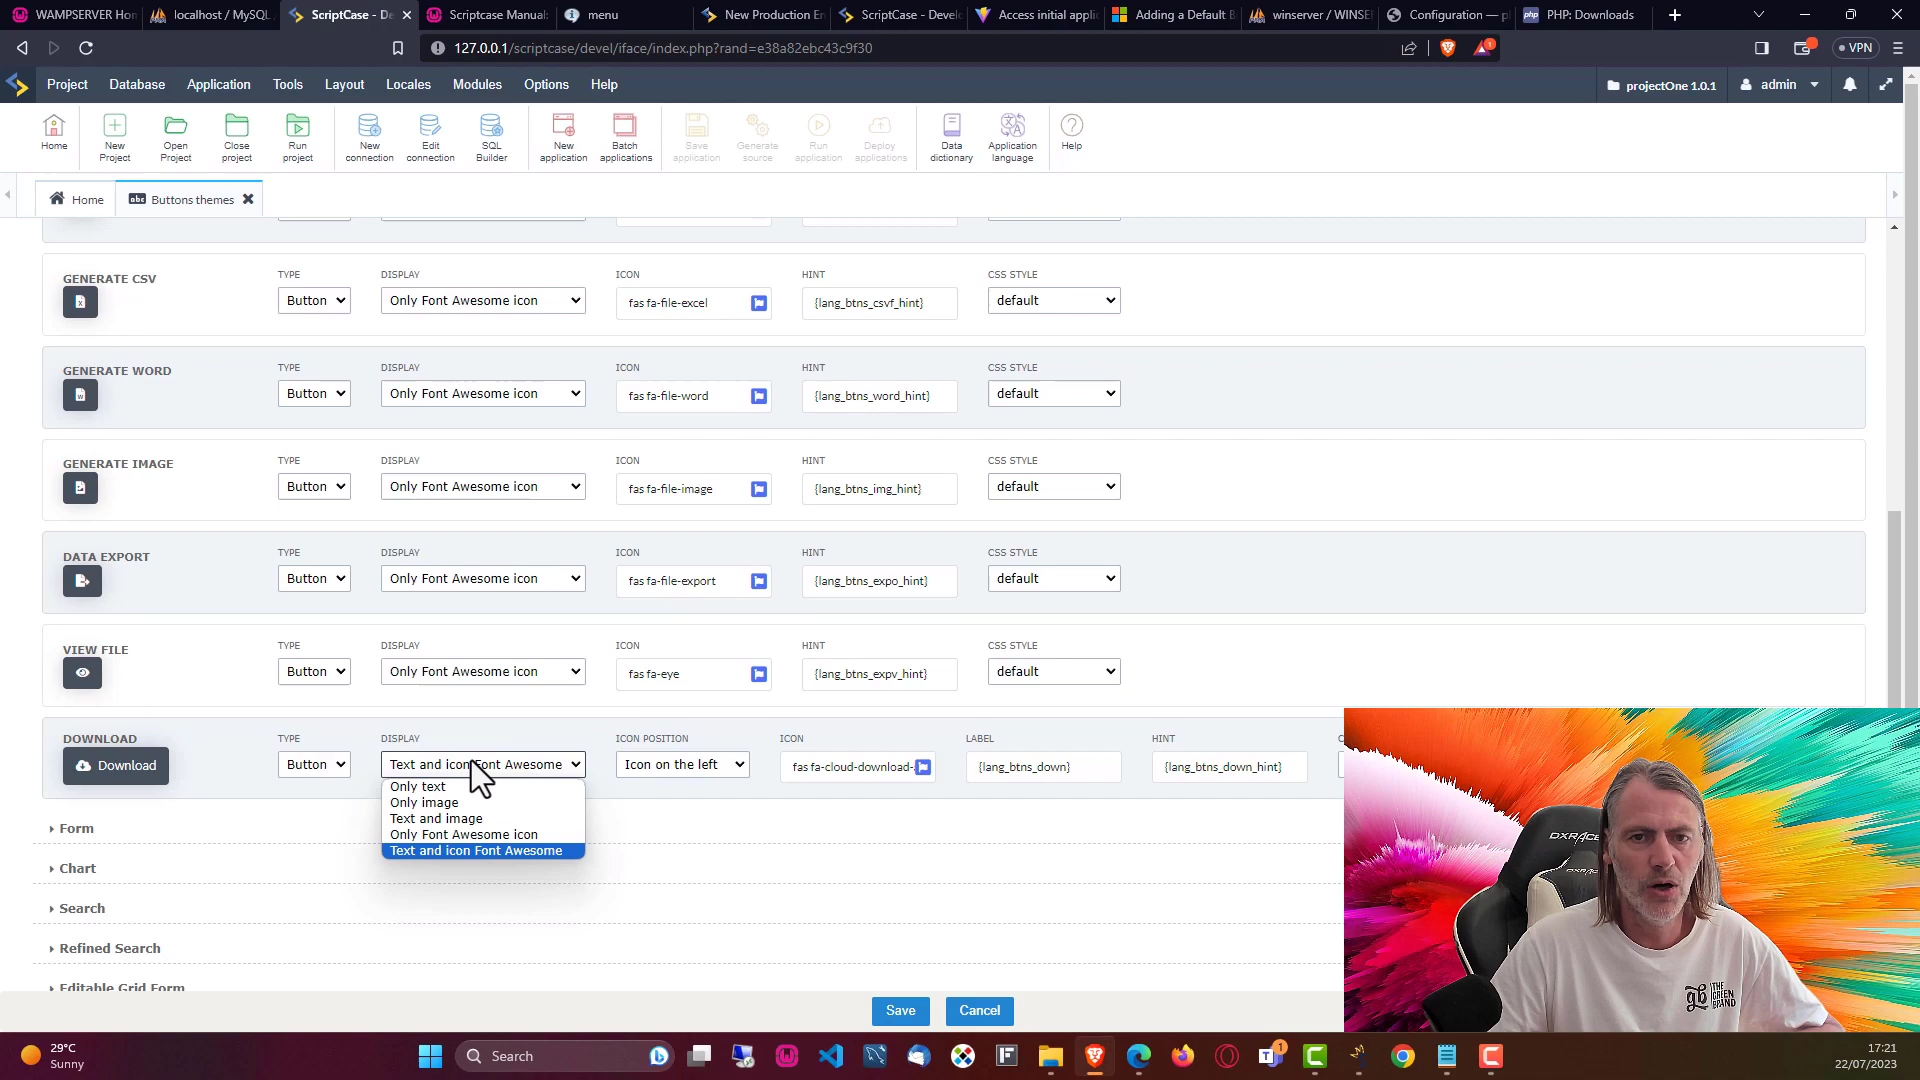 WAMPSERVER Hon
localhost / MySQL
ScriptCase - De
Scriptcase Manual
menu
New Production En
ScriptCase - Devel
Access initial appli
Adding a Default B
winserver / WINSE
Configuration — p
PHP: Downloads
127.0.0.1/scriptcase/devel/iface/index.php?rand=e38a82ebc43c9f30
1
VPN
Project Database Application Tools Layout Locales Modules Options Help
projectOne 1.0.1
admin
Home
New Project
Open Project
Close project
Run project
New connection
Edit connection
SQL Builder
New application
Batch applications
Save application
Generate source
Run application
Deploy applications
Data dictionary
Application language
Help
Home
abc Buttons themes
GENERATE CSV TYPE DISPLAY ICON HINT CSS STYLE
Button Only Font Awesome icon fas fa-file-excel {lang_btns_csvf_hint} default
GENERATE WORD TYPE DISPLAY ICON HINT CSS STYLE
Button Only Font Awesome icon fas fa-file-word {lang_btns_word_hint} default
GENERATE IMAGE TYPE DISPLAY ICON HINT CSS STYLE
Button Only Font Awesome icon fas fa-file-image {lang_btns_img_hint} default
DATA EXPORT TYPE DISPLAY ICON HINT CSS STYLE
Button Only Font Awesome icon fas fa-file-export {lang_btns_expo_hint} default
VIEW FILE TYPE DISPLAY ICON HINT CSS STYLE
Button Only Font Awesome icon fas fa-eye {lang_btns_expv_hint} default
DOWNLOAD TYPE DISPLAY ICON POSITION ICON LABEL HINT
Download Button Text and icon Font Awesome Icon on the left fas fa-cloud-download- {lang_btns_down} {lang_btns_down_hint}
Only text
Only image
Text and image
Only Font Awesome icon
Text and icon Font Awesome
Form
Chart
Search
Refined Search
Editable Grid Form
Save Cancel
DXRACER
gb THE GREEN BRAND
29°C
Sunny
Search
1
17:21
22/07/2023